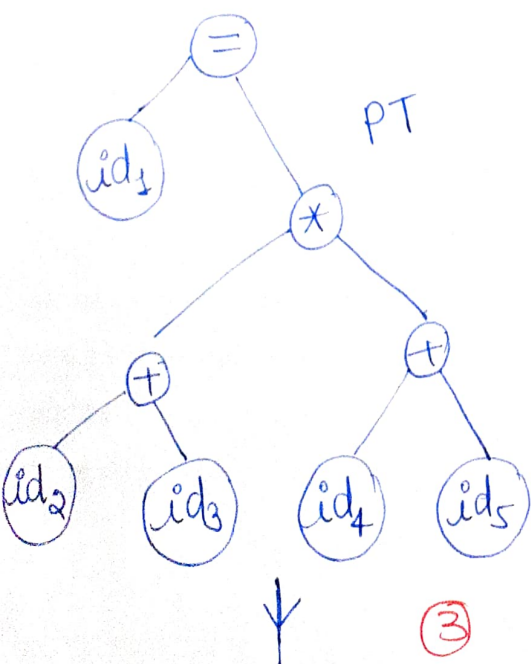 =
PT
id1
*
+
+
id2 id3 id4 id5
3